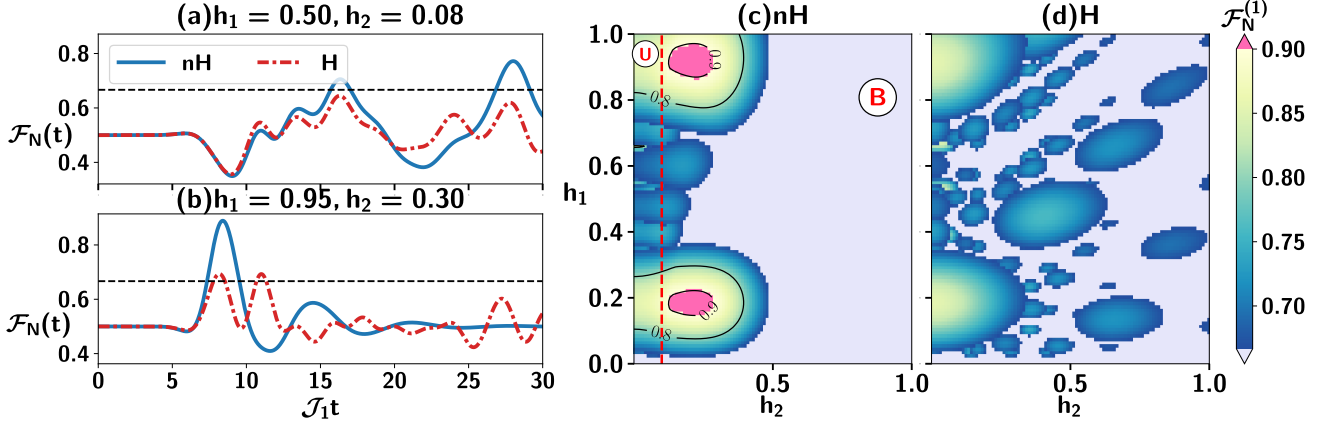 (a)h₁ = 0.50, h₂ = 0.08
nH
H
0.8
0.6
0.4
𝓕_N(t)
(b)h₁ = 0.95, h₂ = 0.30
0.8
0.6
0.4
𝓕_N(t)
0 5 10 15 20 25 30
𝒥₁t
(c)nH
U
B
0.9
0.8
0.9
0.8
1.0
0.8
0.6
0.4
0.2
0.0
h₁
0.5 1.0
h₂
(d)H
0.5 1.0
h₂
𝓕_N^(1)
0.90
0.85
0.80
0.75
0.70